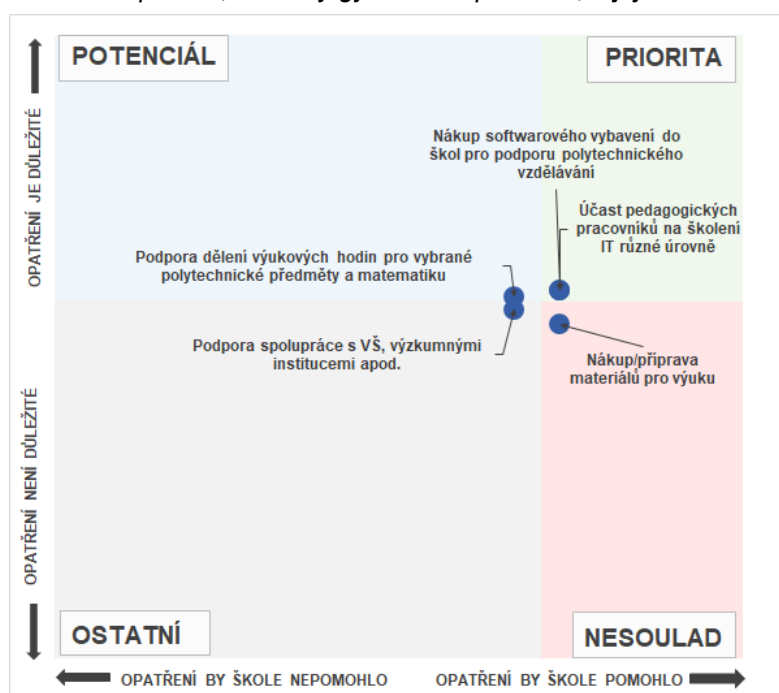 POTENCIÁL
PRIORITA
OPATŘENÍ JE DŮLEŽITÉ
Nákup softwarového vybavení do
škol pro podporu polytechnického
vzdělávání
Účast pedagogických
pracovníků na školení
IT různé úrovně
Podpora dělení výukových hodin pro vybrané
polytechnické předměty a matematiku
Podpora spolupráce s VŠ, výzkumnými
institucemi apod.
Nákup/příprava
materiálů pro výuku
OPATŘENÍ NENÍ DŮLEŽITÉ
OSTATNÍ
NESOULAD
OPATŘENÍ BY ŠKOLE NEPOMOHLO
OPATŘENÍ BY ŠKOLE POMOHLO